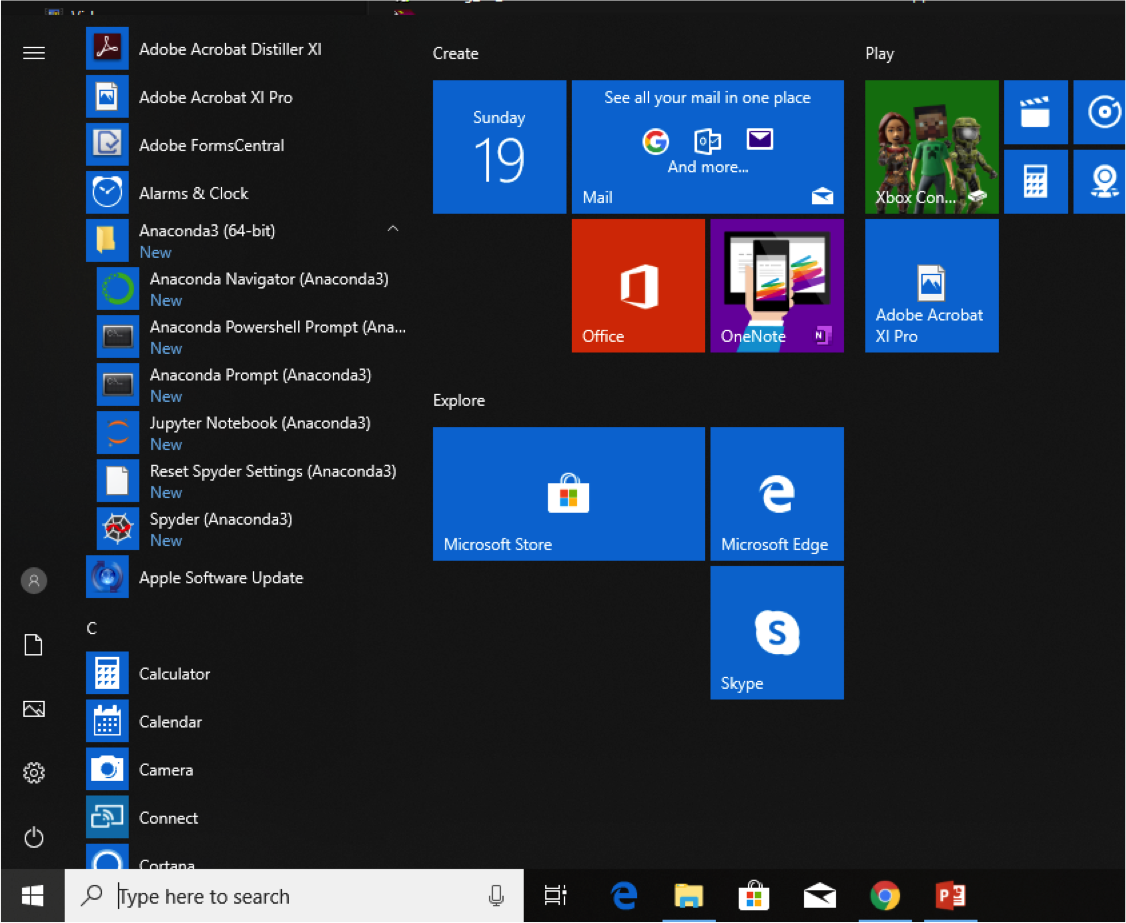 Adobe Acrobat Distiller XI
Adobe Acrobat XI Pro
Adobe FormsCentral
Alarms & Clock
Anaconda3 (64-bit)
New
Anaconda Navigator (Anaconda3)
New
Anaconda Powershell Prompt (Ana...
New
Anaconda Prompt (Anaconda3)
New
Jupyter Notebook (Anaconda3)
New
Reset Spyder Settings (Anaconda3)
New
Spyder (Anaconda3)
New
Apple Software Update
C
Calculator
Calendar
Camera
Connect
Cortana
Create
Sunday
19
See all your mail in one place
And more...
Mail
Office
OneNote
Explore
Microsoft Store
Microsoft Edge
Skype
Play
Xbox Con...
Adobe Acrobat
XI Pro
Type here to search